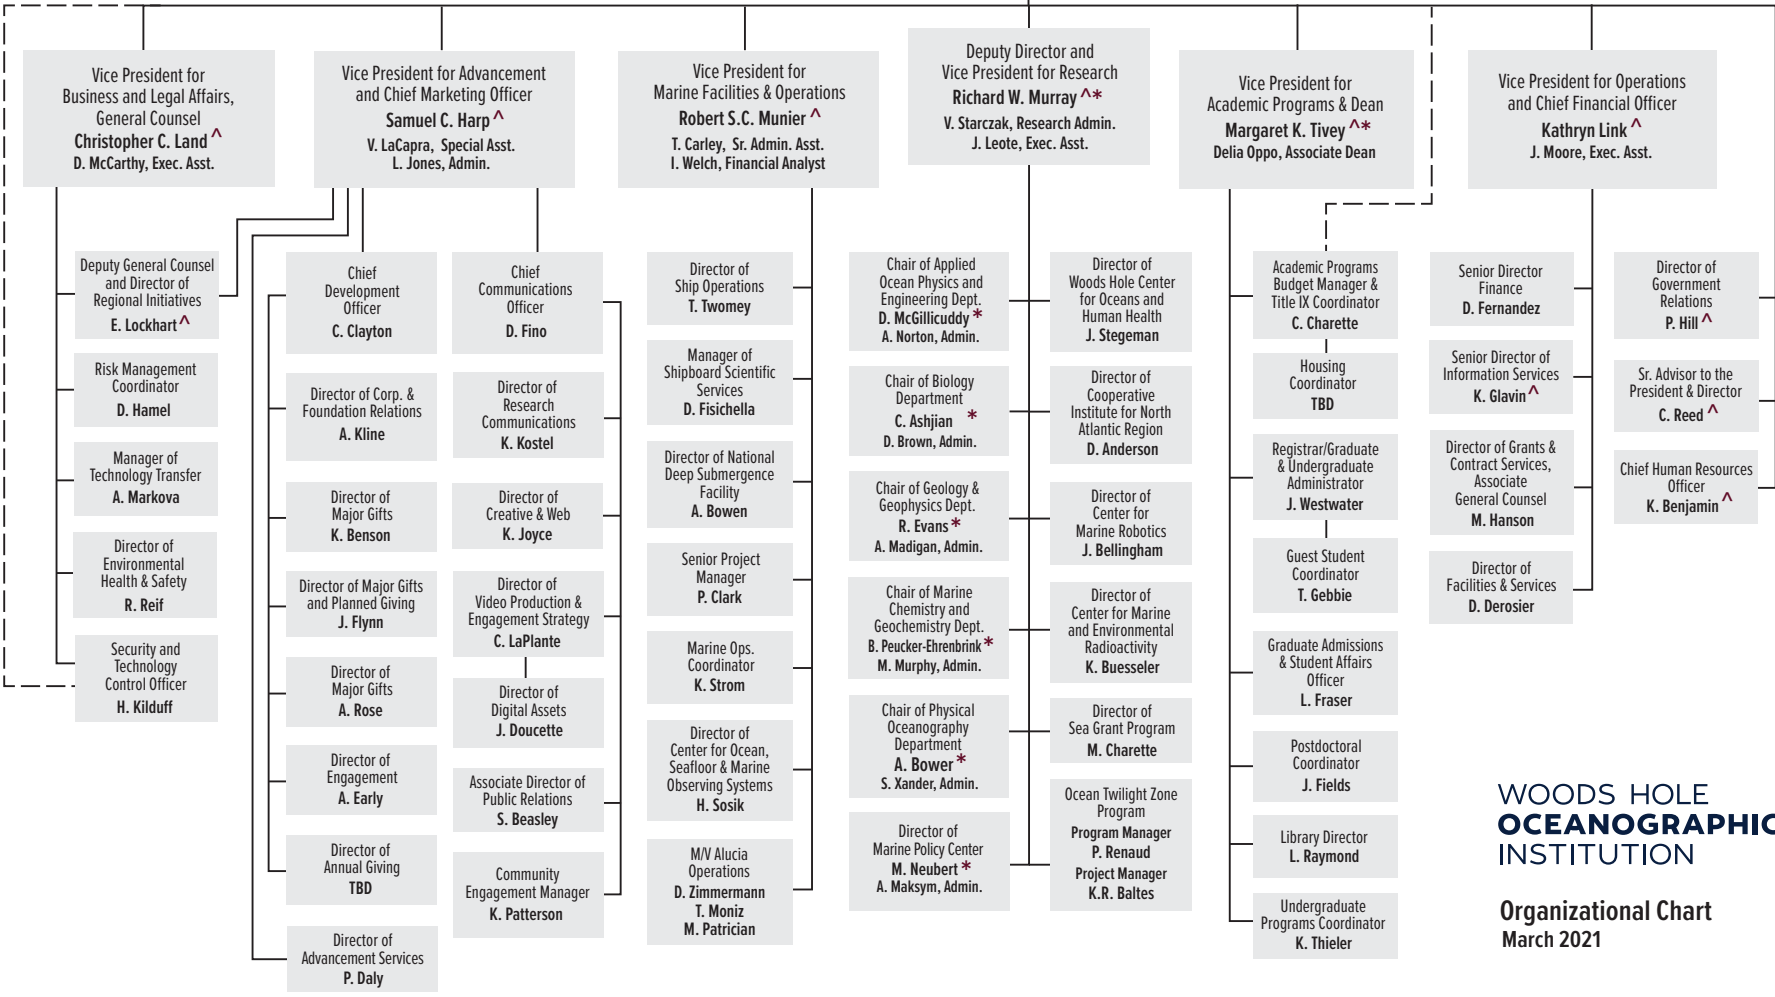 Vice President for
Business and Legal Affairs,
General Counsel
Christopher C. Land ^
D. McCarthy, Exec. Asst.
Vice President for Advancement
and Chief Marketing Officer
Samuel C. Harp ^
V. LaCapra, Special Asst.
L. Jones, Admin.
Vice President for
Marine Facilities & Operations
Robert S.C. Munier ^
T. Carley, Sr. Admin. Asst.
I. Welch, Financial Analyst
Deputy Director and
Vice President for Research
Richard W. Murray ^*
V. Starczak, Research Admin.
J. Leote, Exec. Asst.
Vice President for
Academic Programs & Dean
Margaret K. Tivey ^*
Delia Oppo, Associate Dean
Vice President for Operations
and Chief Financial Officer
Kathryn Link ^
J. Moore, Exec. Asst.
Deputy General Counsel
and Director of
Regional Initiatives
E. Lockhart ^
Risk Management
Coordinator
D. Hamel
Manager of
Technology Transfer
A. Markova
Director of
Environmental
Health & Safety
R. Reif
Security and
Technology
Control Officer
H. Kilduff
Chief
Development
Officer
C. Clayton
Director of Corp. &
Foundation Relations
A. Kline
Director of
Major Gifts
K. Benson
Director of Major Gifts
and Planned Giving
J. Flynn
Director of
Major Gifts
A. Rose
Director of
Engagement
A. Early
Director of
Annual Giving
TBD
Director of
Advancement Services
P. Daly
Chief
Communications
Officer
D. Fino
Director of
Research
Communications
K. Kostel
Director of
Creative & Web
K. Joyce
Director of
Video Production &
Engagement Strategy
C. LaPlante
Director of
Digital Assets
J. Doucette
Associate Director of
Public Relations
S. Beasley
Community
Engagement Manager
K. Patterson
Director of
Ship Operations
T. Twomey
Manager of
Shipboard Scientific
Services
D. Fisichella
Director of National
Deep Submergence
Facility
A. Bowen
Senior Project
Manager
P. Clark
Marine Ops.
Coordinator
K. Strom
Director of
Center for Ocean,
Seafloor & Marine
Observing Systems
H. Sosik
M/V Alucia
Operations
D. Zimmermann
T. Moniz
M. Patrician
Chair of Applied
Ocean Physics and
Engineering Dept.
D. McGillicuddy *
A. Norton, Admin.
Chair of Biology
Department
C. Ashjian *
D. Brown, Admin.
Chair of Geology &
Geophysics Dept.
R. Evans *
A. Madigan, Admin.
Chair of Marine
Chemistry and
Geochemistry Dept.
B. Peucker-Ehrenbrink *
M. Murphy, Admin.
Chair of Physical
Oceanography
Department
A. Bower *
S. Xander, Admin.
Director of
Marine Policy Center
M. Neubert *
A. Maksym, Admin.
Director of
Woods Hole Center
for Oceans and
Human Health
J. Stegeman
Director of
Cooperative
Institute for North
Atlantic Region
D. Anderson
Director of
Center for
Marine Robotics
J. Bellingham
Director of
Center for Marine
and Environmental
Radioactivity
K. Buesseler
Director of
Sea Grant Program
M. Charette
Ocean Twilight Zone
Program
Program Manager
P. Renaud
Project Manager
K.R. Baltes
Academic Programs
Budget Manager &
Title IX Coordinator
C. Charette
Housing
Coordinator
TBD
Registrar/Graduate
& Undergraduate
Administrator
J. Westwater
Guest Student
Coordinator
T. Gebbie
Graduate Admissions
& Student Affairs
Officer
L. Fraser
Postdoctoral
Coordinator
J. Fields
Library Director
L. Raymond
Undergraduate
Programs Coordinator
K. Thieler
Senior Director
Finance
D. Fernandez
Senior Director of
Information Services
K. Glavin ^
Director of Grants &
Contract Services,
Associate
General Counsel
M. Hanson
Director of
Facilities & Services
D. Derosier
Director of
Government
Relations
P. Hill ^
Sr. Advisor to the
President & Director
C. Reed ^
Chief Human Resources
Officer
K. Benjamin ^
WOODS HOLE
OCEANOGRAPHIC
INSTITUTION
Organizational Chart
March 2021